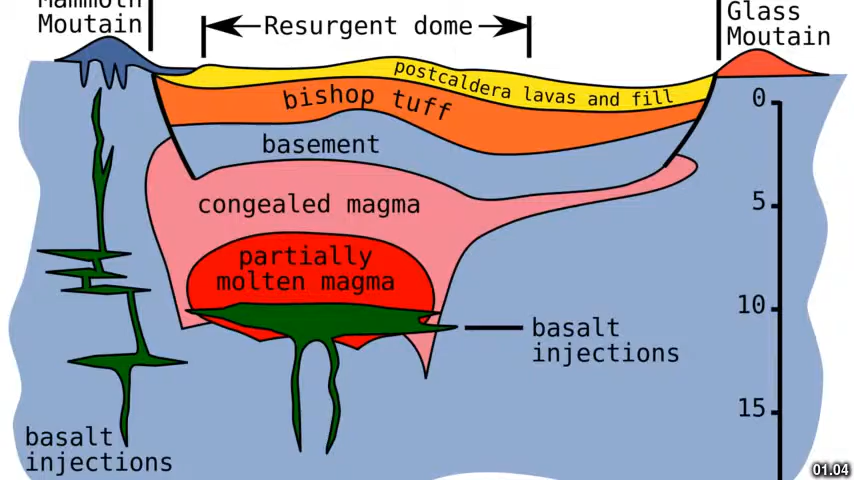 Mammoth
Moutain
Resurgent dome
Glass
Moutain
postcaldera lavas and fill
bishop tuff
basement
congealed magma
partially
molten magma
basalt
injections
basalt
injections
0
5
10
15
01.04